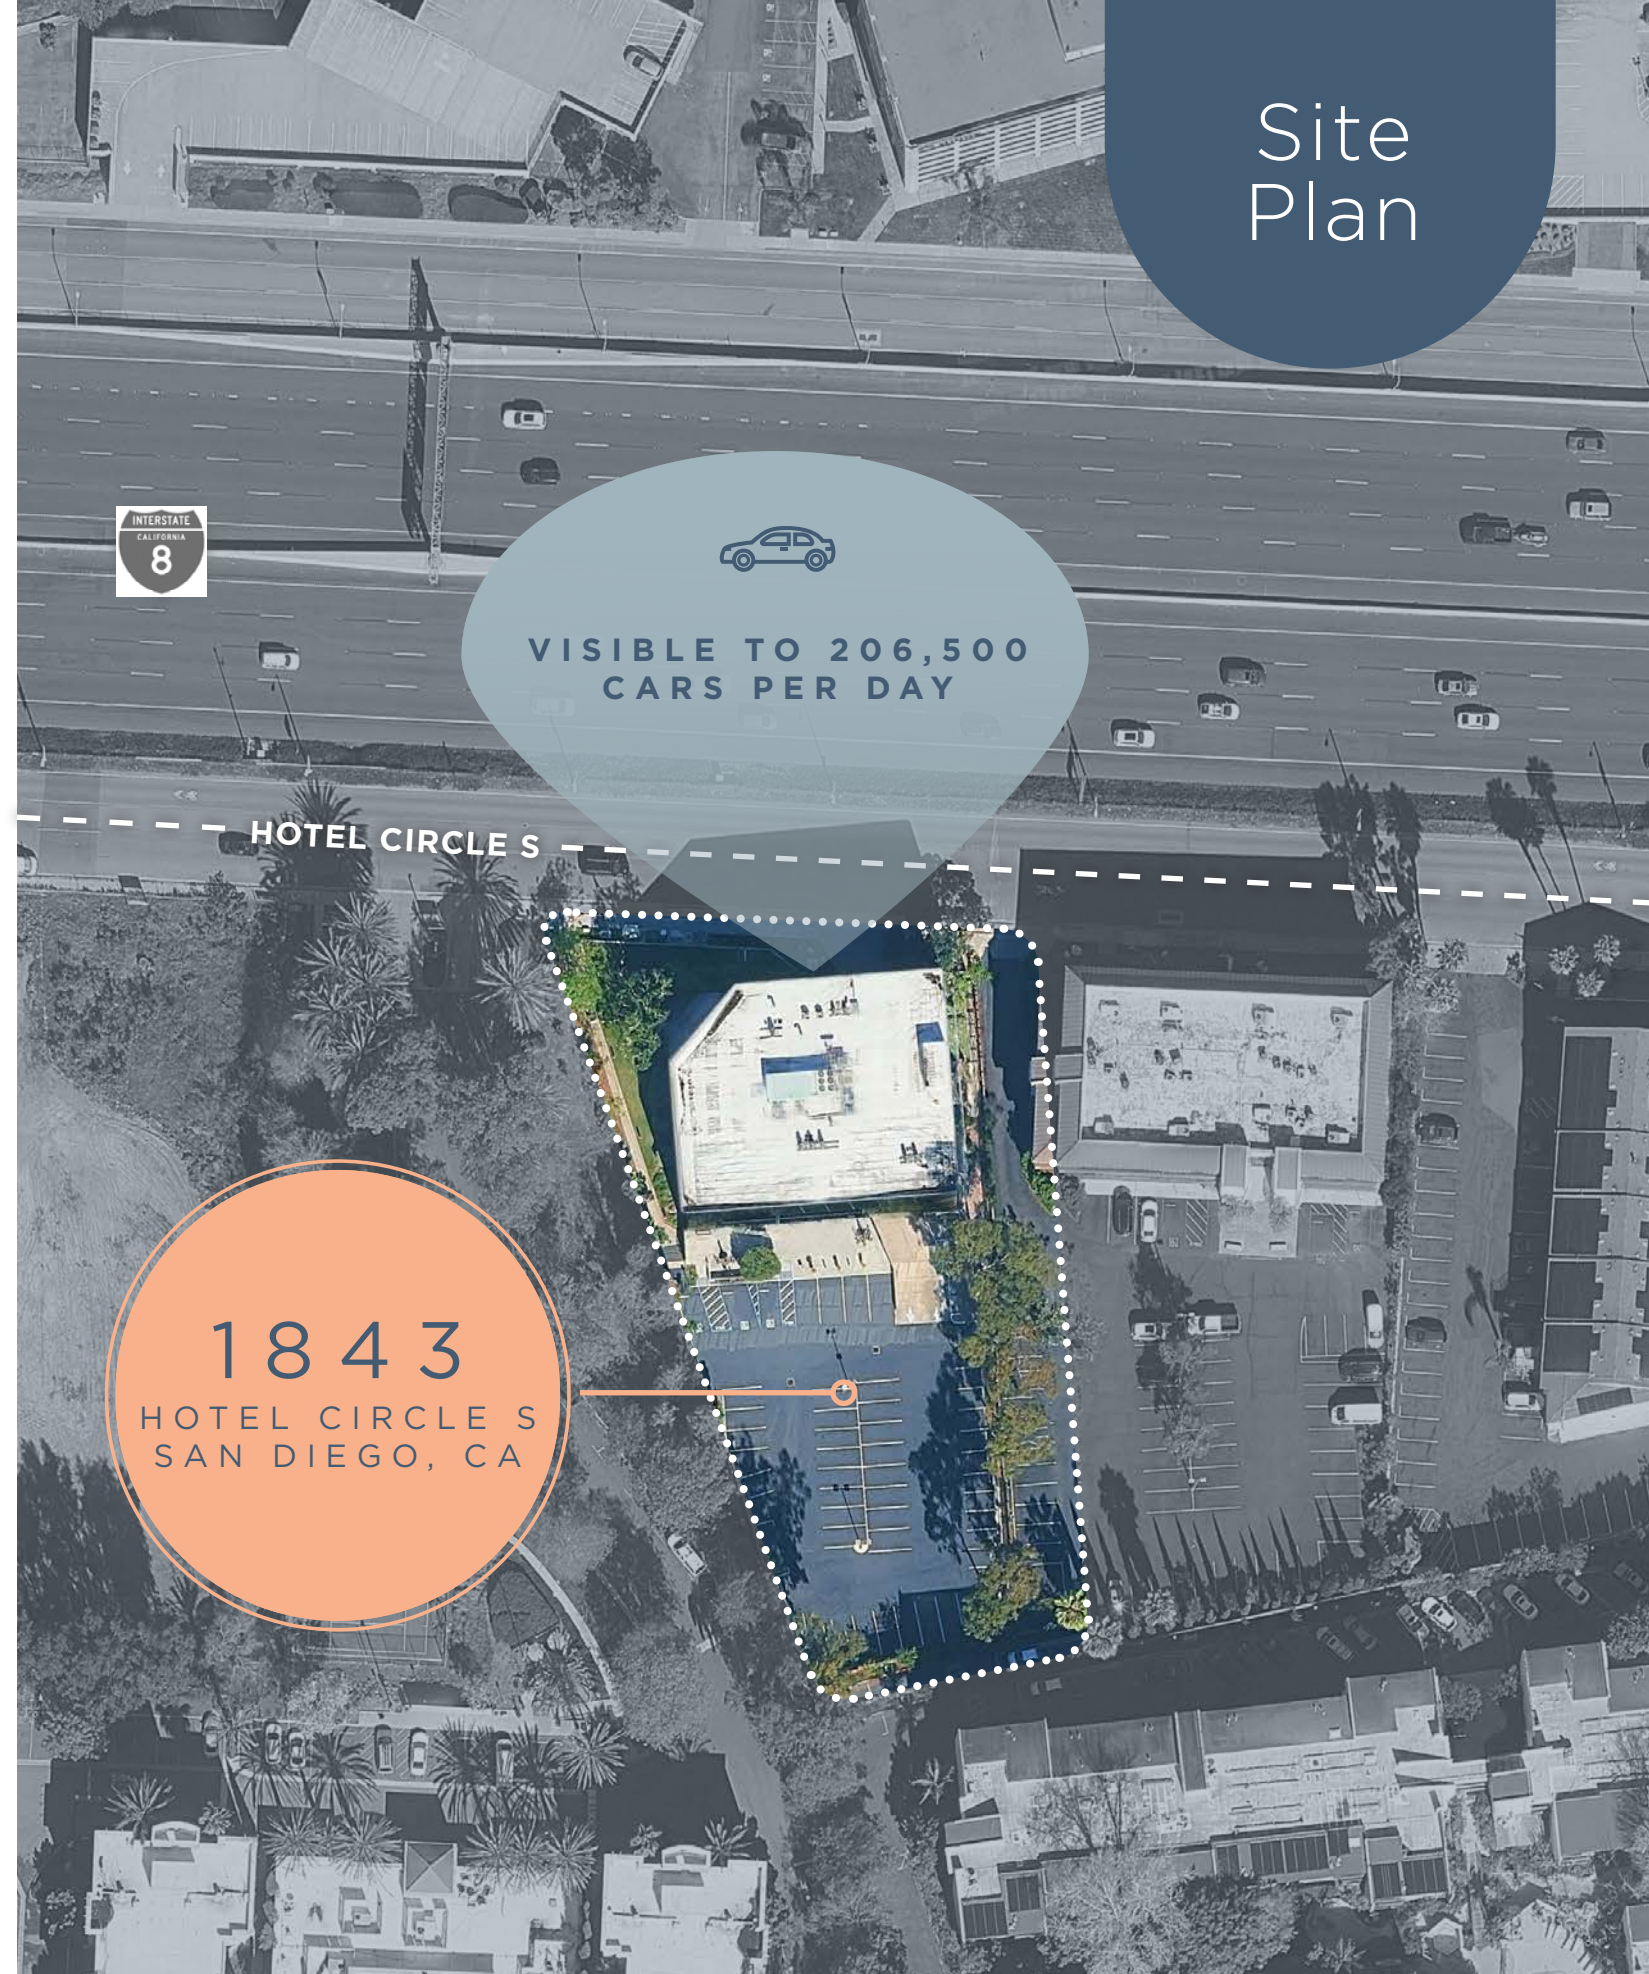 Site
Plan
INTERSTATE
CALIFORNIA
8
VISIBLE TO 206,500
CARS PER DAY
HOTEL CIRCLE S
1843
HOTEL CIRCLE S
SAN DIEGO, CA